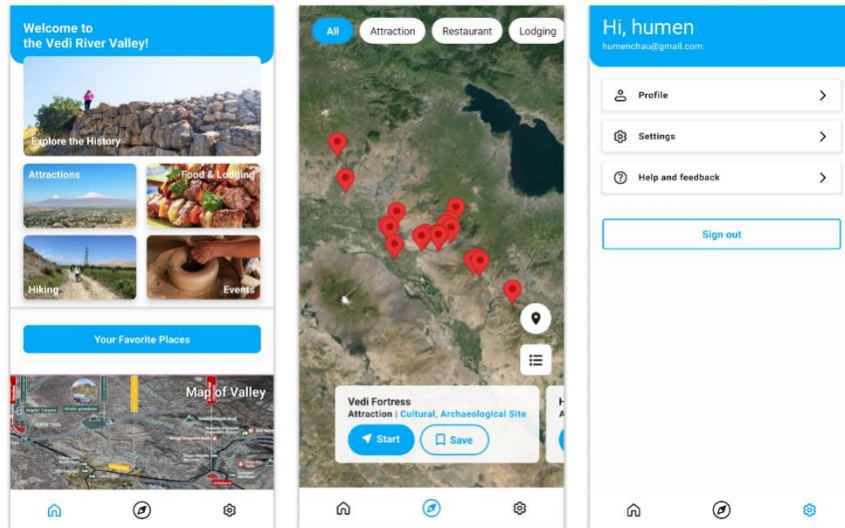 Welcome to
the Vedi River Valley!
Explore the History
Attractions
Food & Lodging
Hiking
Events
Your Favorite Places
Map of Valley
All
Attraction
Restaurant
Lodging
Vedi Fortress
Attraction | Cultural, Archaeological Site
Start
Save
H
A
Hi, humen
humenchau@gmail.com
Profile
Settings
Help and feedback
Sign out